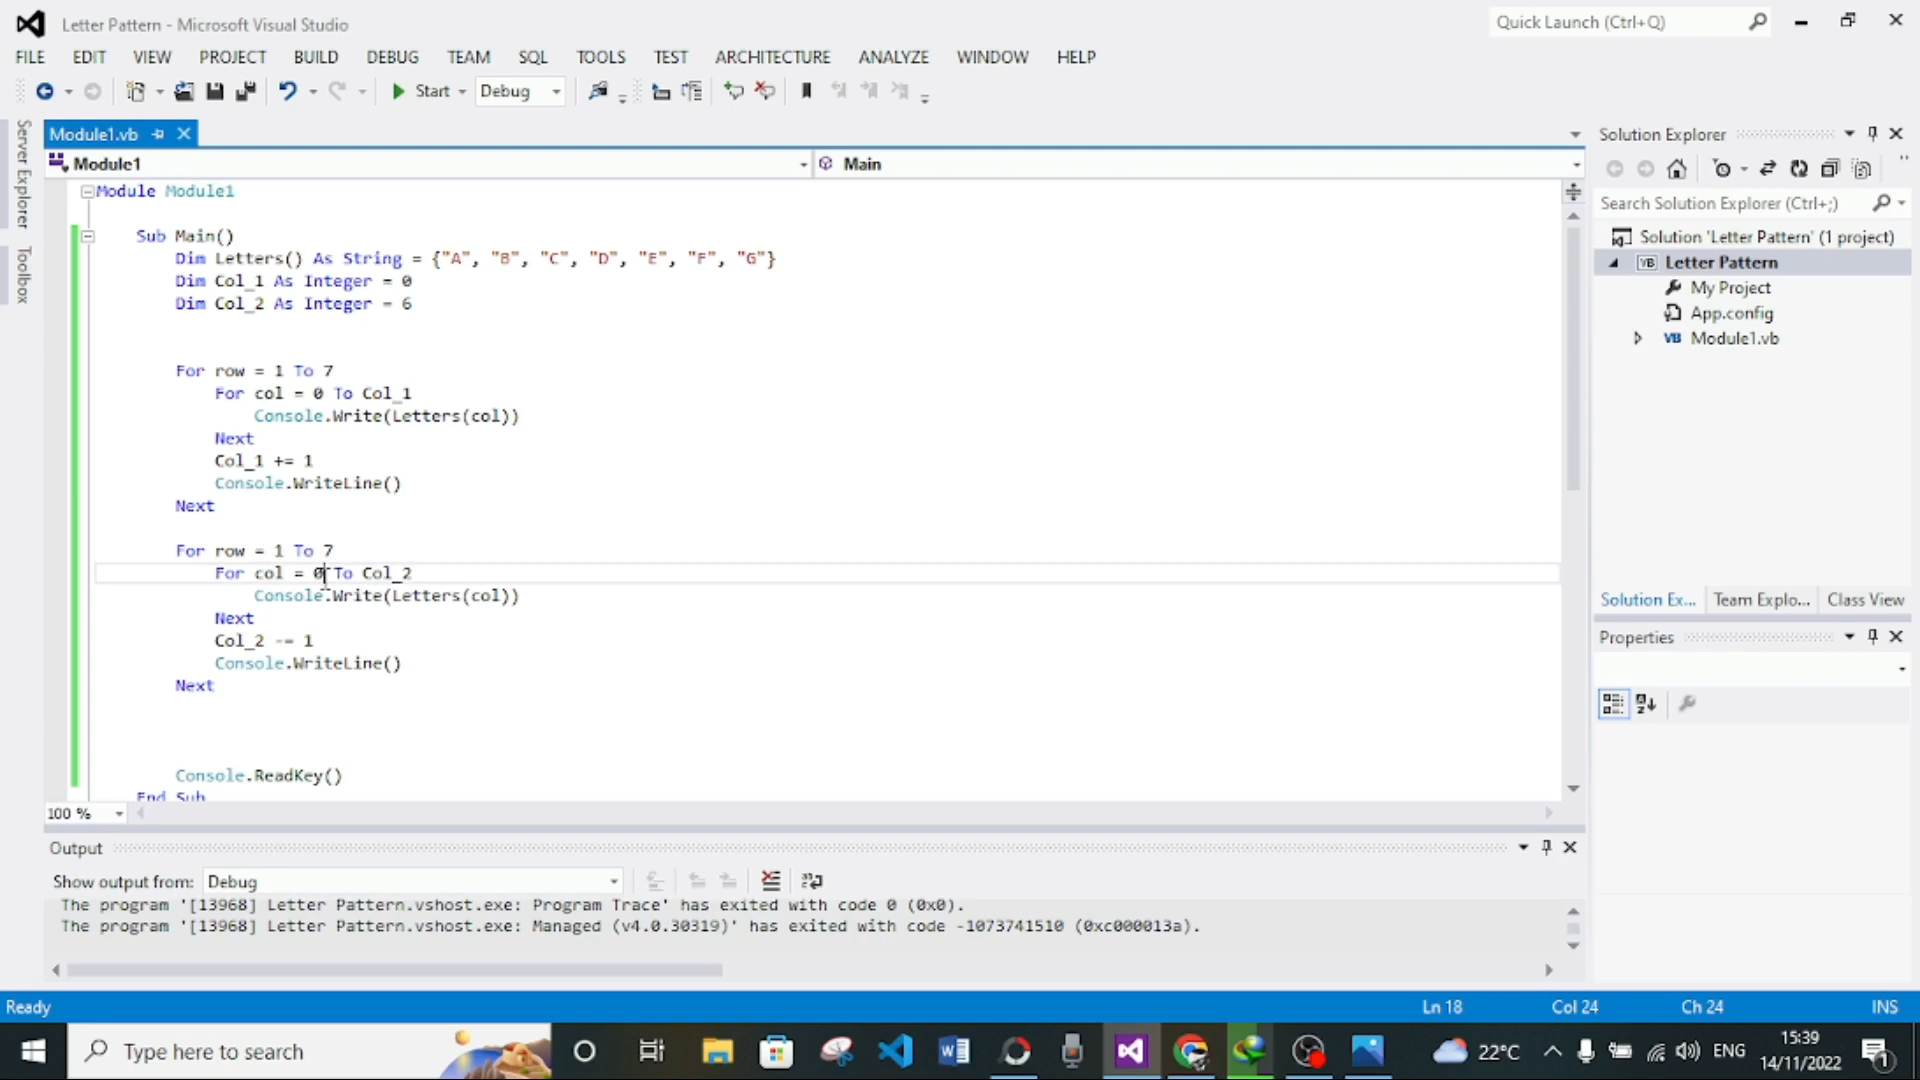 Letter Pattern - Microsoft Visual Studio
Quick Launch (Ctrl+Q)
FILE EDIT VIEW PROJECT BUILD DEBUG TEAM SQL TOOLS TEST ARCHITECTURE ANALYZE WINDOW HELP
Start Debug
Server Explorer
Toolbox
Module1.vb
Module1
Main
Module Module1
Sub Main()
Dim Letters() As String = {"A", "B", "C", "D", "E", "F", "G"}
Dim Col_1 As Integer = 0
Dim Col_2 As Integer = 6
For row = 1 To 7
For col = 0 To Col_1
Console.Write(Letters(col))
Next
Col_1 += 1
Console.WriteLine()
Next
For row = 1 To 7
For col = 0 To Col_2
Console.Write(Letters(col))
Next
Col_2 -= 1
Console.WriteLine()
Next
Console.ReadKey()
End Sub
100 %
Solution Explorer
Search Solution Explorer (Ctrl+;)
Solution 'Letter Pattern' (1 project)
VB Letter Pattern
My Project
App.config
VB Module1.vb
Solution Ex... Team Explo... Class View
Properties
Output
Show output from: Debug
The program '[13968] Letter Pattern.vshost.exe: Program Trace' has exited with code 0 (0x0).
The program '[13968] Letter Pattern.vshost.exe: Managed (v4.0.30319)' has exited with code -1073741510 (0xc000013a).
Ready
Ln 18 Col 24 Ch 24 INS
Type here to search
22°C
ENG
15:39
14/11/2022
1